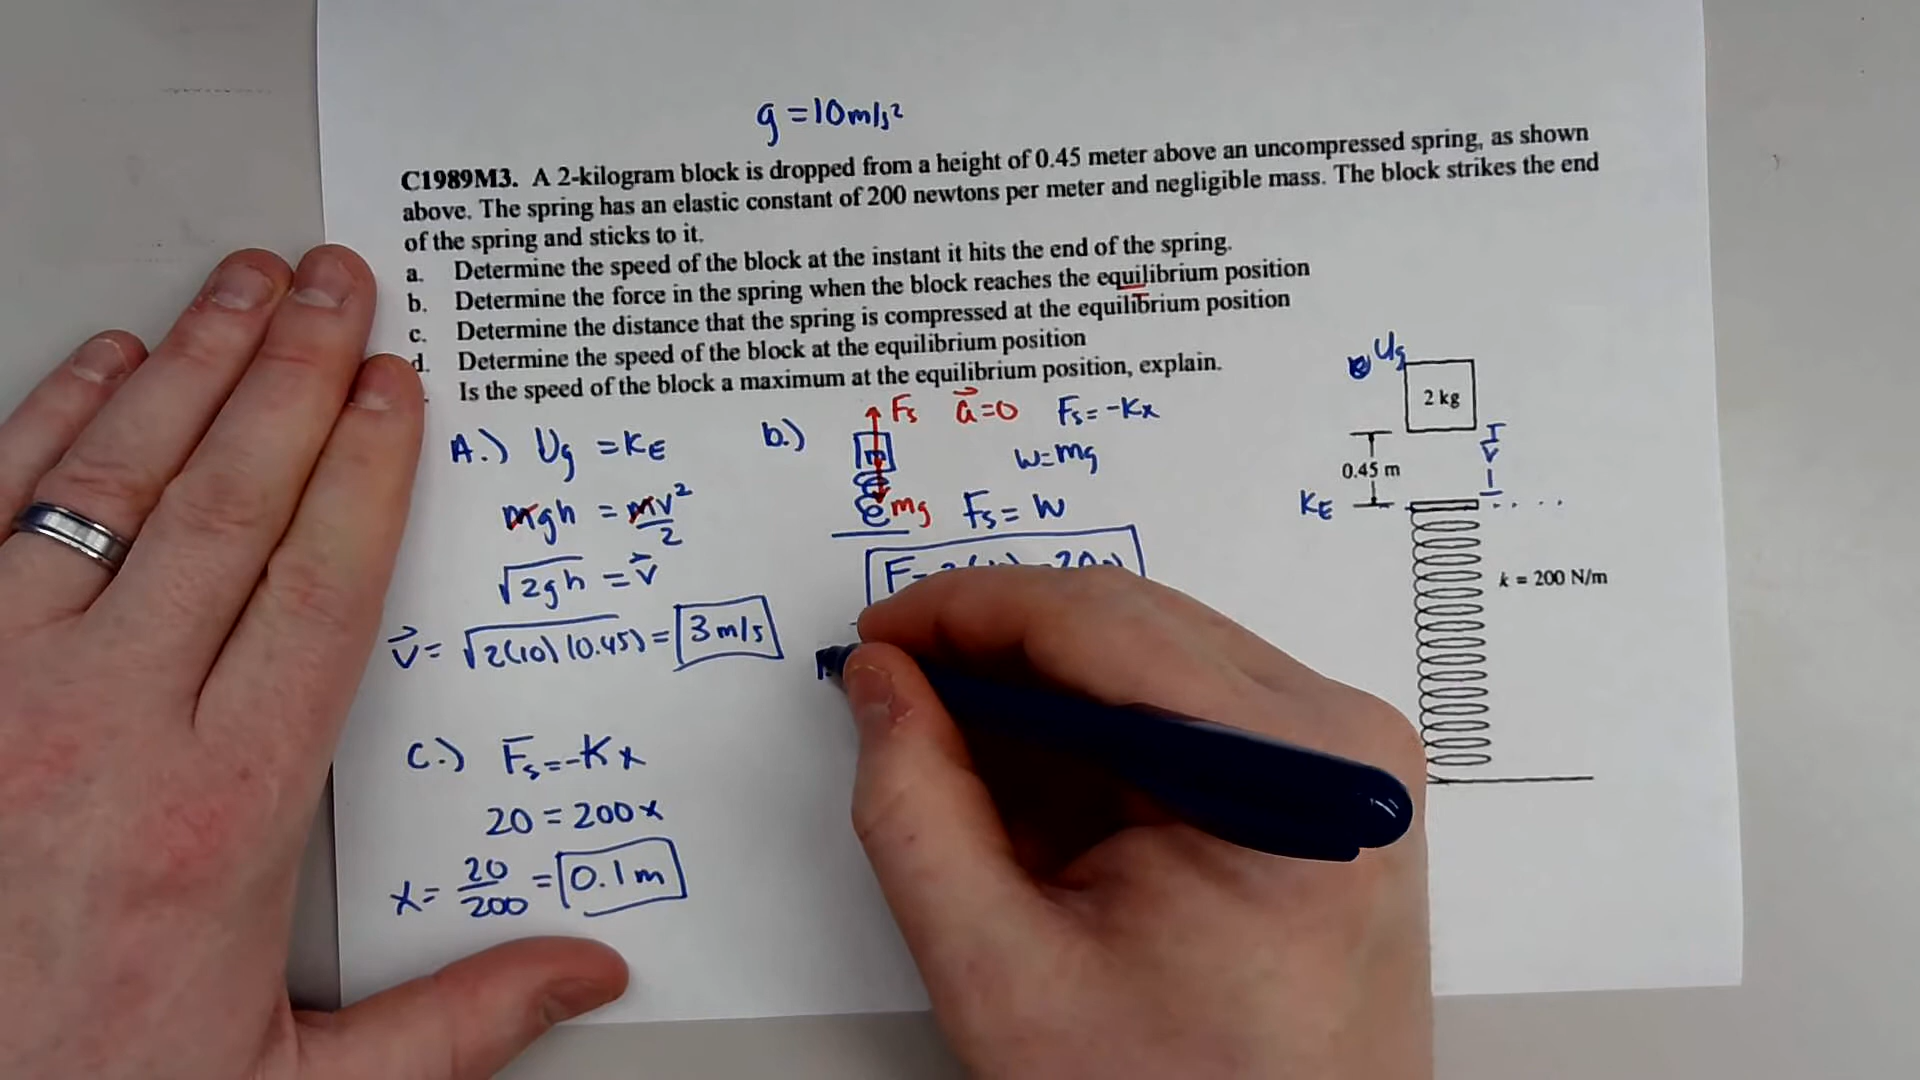 g = 10 m/s²
C1989M3. A 2-kilogram block is dropped from a height of 0.45 meter above an uncompressed spring, as shown
above. The spring has an elastic constant of 200 newtons per meter and negligible mass. The block strikes the end
of the spring and sticks to it.
a. Determine the speed of the block at the instant it hits the end of the spring.
b. Determine the force in the spring when the block reaches the equilibrium position
c. Determine the distance that the spring is compressed at the equilibrium position
d. Determine the speed of the block at the equilibrium position
Is the speed of the block a maximum at the equilibrium position, explain.
A.) Ug = KE
mgh = mv²/2
√2gh = v⃗
v⃗ = √2(10)(0.45) = 3 m/s
b.) Fs a⃗=0 Fs = -Kx
m
W = mg
mg Fs = W
C.) Fs = -Kx
20 = 200x
x = 20/200 = 0.1 m
Ug
2 kg
0.45 m
KE
k = 200 N/m